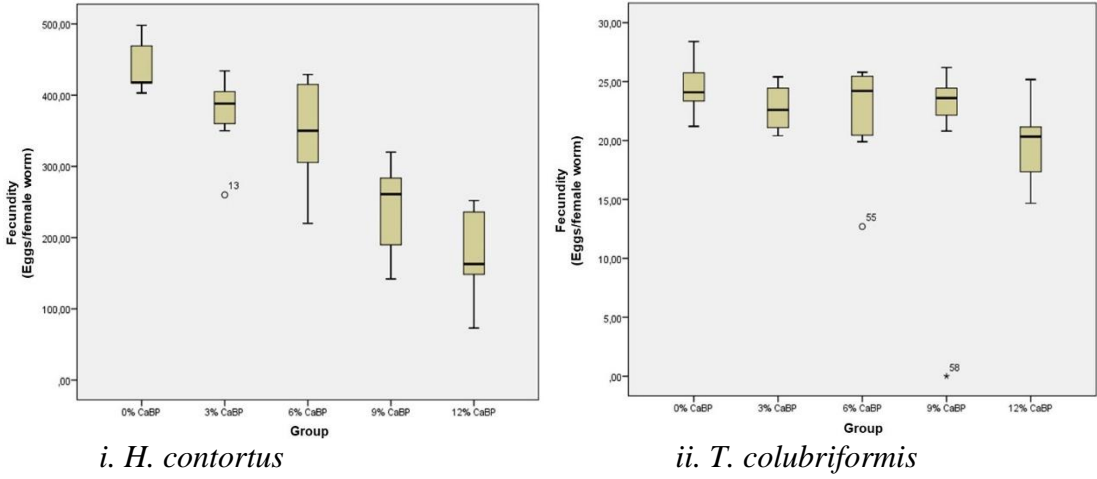 500,00
400,00
300,00
200,00
100,00
,00
Fecundity
(Eggs/female worm)
13
0% CaBP 3% CaBP 6% CaBP 9% CaBP 12% CaBP
Group
i. H. contortus
30,00
25,00
20,00
15,00
10,00
5,00
,00
Fecundity
(Eggs/female worm)
55
58
0% CaBP 3% CaBP 6% CaBP 9% CaBP 12% CaBP
Group
ii. T. colubriformis